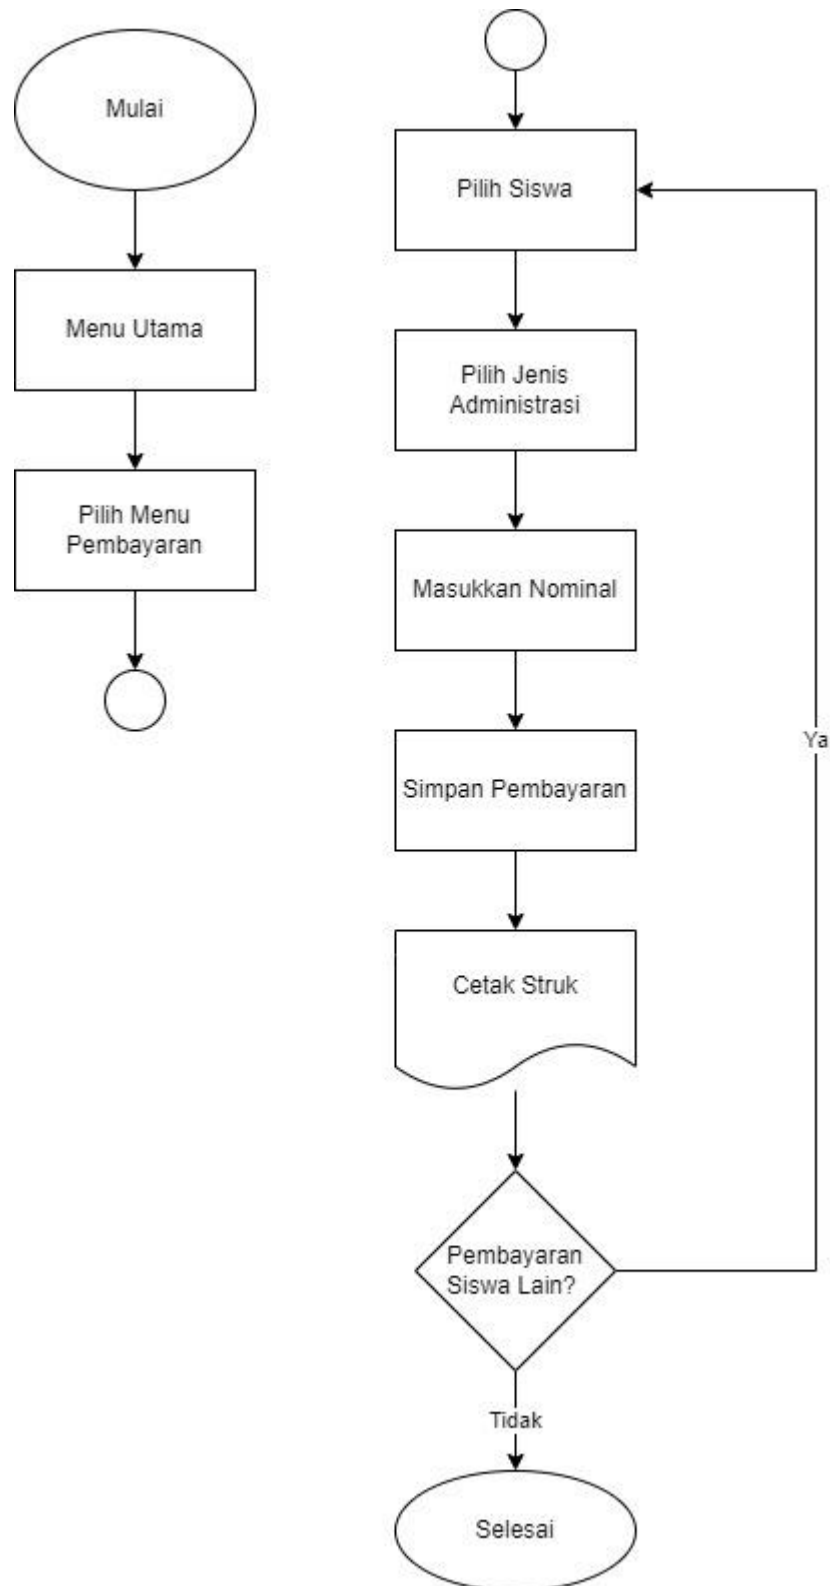 Mulai
Menu Utama
Pilih Menu
Pembayaran
Pilih Siswa
Pilih Jenis
Administrasi
Masukkan Nominal
Simpan Pembayaran
Cetak Struk
Pembayaran
Siswa Lain?
Ya
Tidak
Selesai